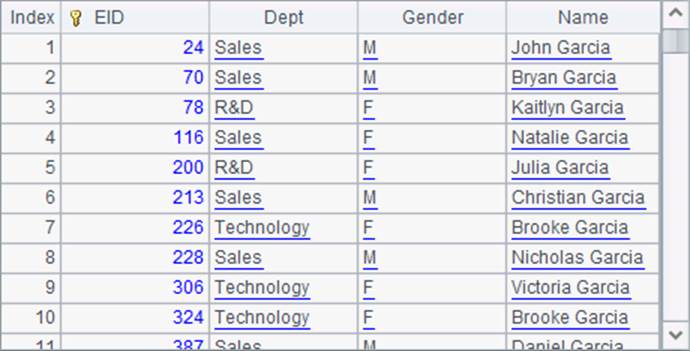 Index EID Dept Gender Name
1 24 Sales M John Garcia
2 70 Sales M Bryan Garcia
3 78 R&D F Kaitlyn Garcia
4 116 Sales F Natalie Garcia
5 200 R&D F Julia Garcia
6 213 Sales M Christian Garcia
7 226 Technology F Brooke Garcia
8 228 Sales M Nicholas Garcia
9 306 Technology F Victoria Garcia
10 324 Technology F Brooke Garcia
11 387 Sales M Daniel Garcia